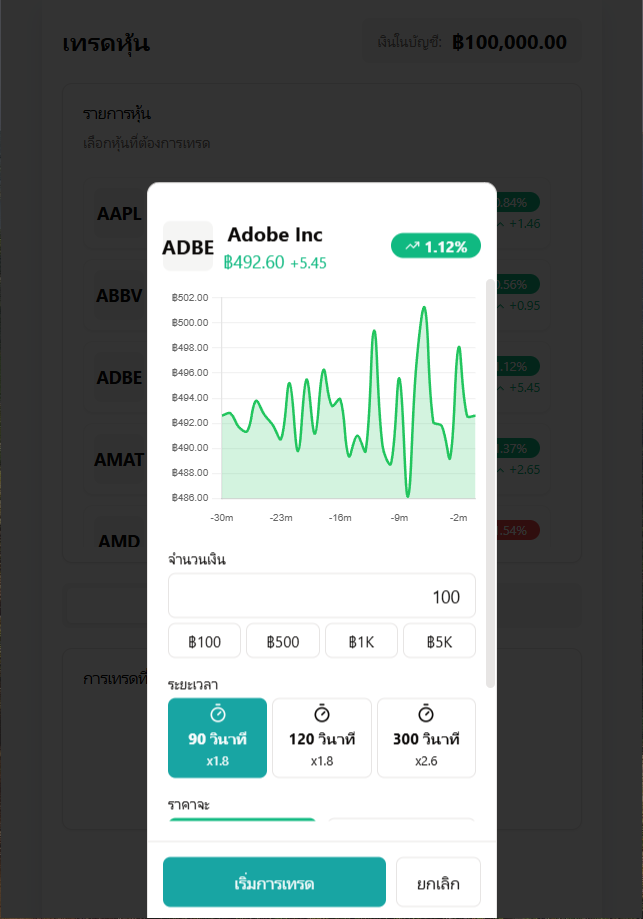 เทรดหุ้น
เงินในบัญชี: ฿100,000.00
รายการหุ้น
เลือกหุ้นที่ต้องการเทรด
AAPL
+1.46
ABBV
+0.95
ADBE
+5.45
AMAT
+2.65
AMD
การเทรดที่
ADBE
Adobe Inc
฿492.60 +5.45
1.12%
฿502.00
฿500.00
฿498.00
฿496.00
฿494.00
฿492.00
฿490.00
฿488.00
฿486.00
-30m -23m -16m -9m -2m
จำนวนเงิน
100
฿100 ฿500 ฿1K ฿5K
ระยะเวลา
90 วินาที 120 วินาที 300 วินาที
x1.8 x1.8 x2.6
ราคาจะ
เริ่มการเทรด ยกเลิก